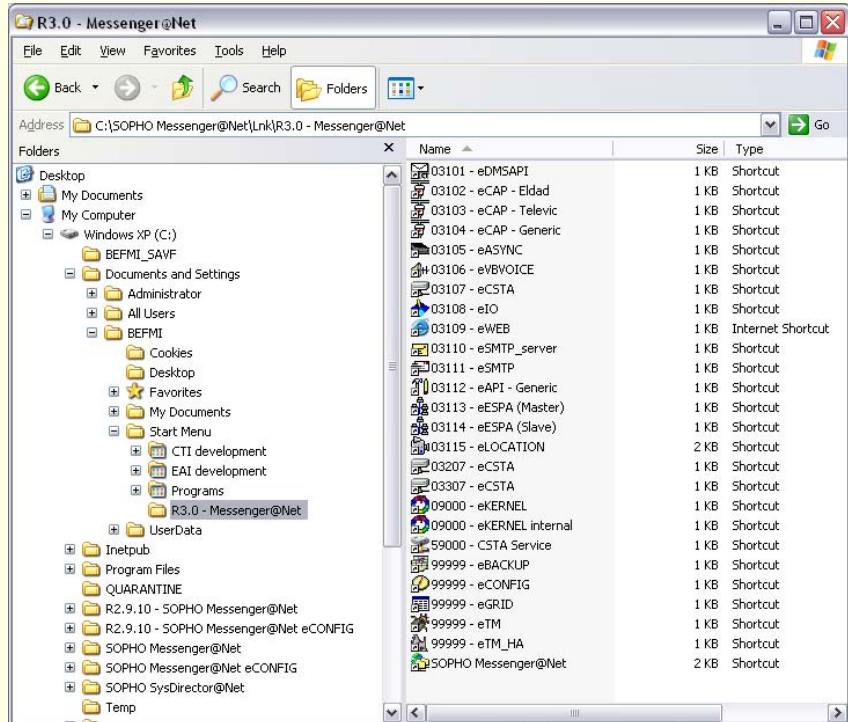 R3.0 - Messenger@Net
File Edit View Favorites Tools Help
Back Search Folders
Address C:\SOPHO Messenger@Net\Lnk\R3.0 - Messenger@Net Go
Folders
Desktop
My Documents
My Computer
Windows XP (C:)
BEFMI_SAVF
Documents and Settings
Administrator
All Users
BEFMI
Cookies
Desktop
Favorites
My Documents
Start Menu
CTI development
EAI development
Programs
R3.0 - Messenger@Net
UserData
Inetpub
Program Files
QUARANTINE
R2.9.10 - SOPHO Messenger@Net
R2.9.10 - SOPHO Messenger@Net eCONFIG
SOPHO Messenger@Net
SOPHO Messenger@Net eCONFIG
SOPHO SysDirector@Net
Temp
Name Size Type
03101 - eDMSAPI 1 KB Shortcut
03102 - eCAP - Eldad 1 KB Shortcut
03103 - eCAP - Televic 1 KB Shortcut
03104 - eCAP - Generic 1 KB Shortcut
03105 - eASYNC 1 KB Shortcut
03106 - eVBVOICE 1 KB Shortcut
03107 - eCSTA 1 KB Shortcut
03108 - eIO 1 KB Shortcut
03109 - eWEB 1 KB Internet Shortcut
03110 - eSMTP_server 1 KB Shortcut
03111 - eSMTP 1 KB Shortcut
03112 - eAPI - Generic 1 KB Shortcut
03113 - eESPA (Master) 1 KB Shortcut
03114 - eESPA (Slave) 1 KB Shortcut
03115 - eLOCATION 2 KB Shortcut
03207 - eCSTA 1 KB Shortcut
03307 - eCSTA 1 KB Shortcut
09000 - eKERNEL 1 KB Shortcut
09000 - eKERNEL internal 1 KB Shortcut
59000 - CSTA Service 1 KB Shortcut
99999 - eBACKUP 1 KB Shortcut
99999 - eCONFIG 1 KB Shortcut
99999 - eGRID 1 KB Shortcut
99999 - eTM 1 KB Shortcut
99999 - eTM_HA 1 KB Shortcut
SOPHO Messenger@Net 2 KB Shortcut